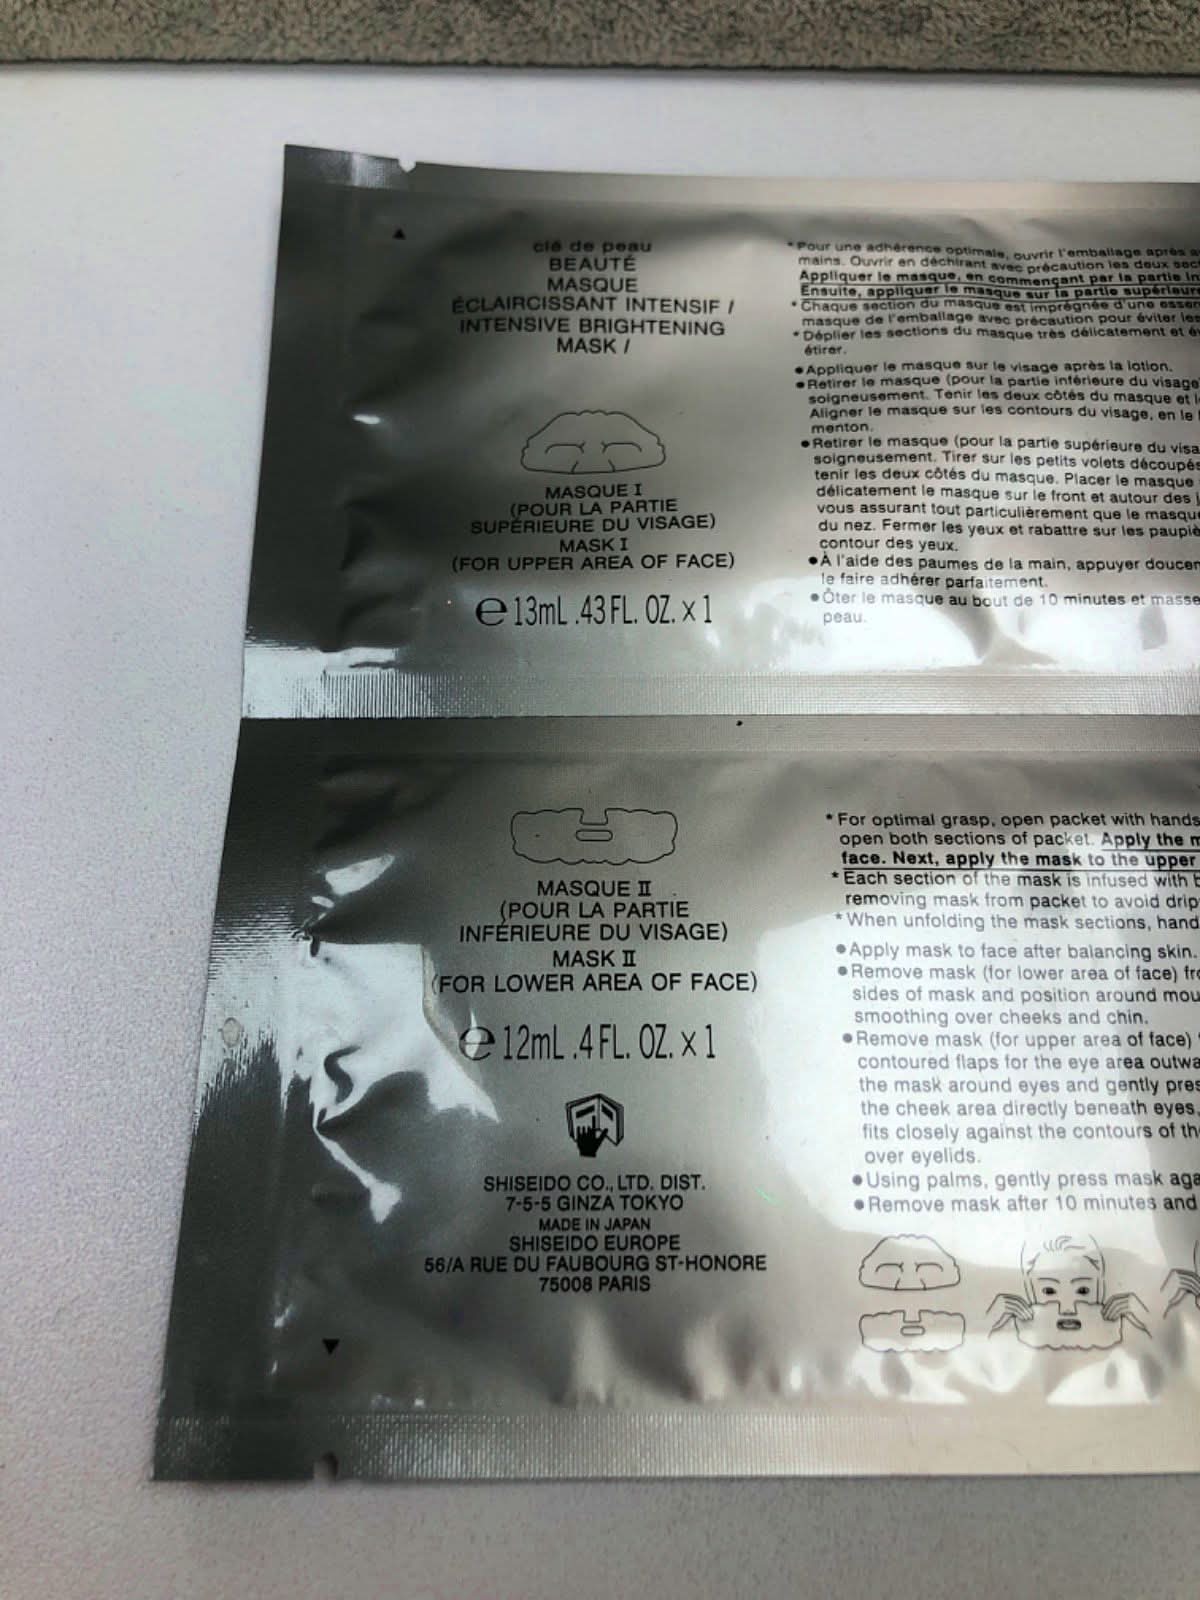 clé de peau
BEAUTÉ
MASQUE
ÉCLAIRCISSANT INTENSIF /
INTENSIVE BRIGHTENING
MASK /
MASQUE I
(POUR LA PARTIE
SUPÉRIEURE DU VISAGE)
MASK I
(FOR UPPER AREA OF FACE)
℮ 13mL .43 FL. OZ. x 1
* Pour une adhérence optimale, ouvrir l'emballage après
mains. Ouvrir en déchirant avec précaution les deux
Appliquer le masque, en commençant par la partie
Ensuite, appliquer le masque sur la partie supérieure
* Chaque section du masque est imprégnée d'une
masque de l'emballage avec précaution pour éviter les
* Déplier les sections du masque très délicatement et
étirer.
● Appliquer le masque sur le visage après la lotion.
● Retirer le masque (pour la partie inférieure du visage)
soigneusement. Tenir les deux côtés du masque et
Aligner le masque sur les contours du visage, en le
menton.
● Retirer le masque (pour la partie supérieure du
soigneusement. Tirer sur les petits volets découpés
tenir les deux côtés du masque. Placer le masque
délicatement le masque sur le front et autour des
vous assurant tout particulièrement que le masque
du nez. Fermer les yeux et rabattre sur les
contour des yeux.
● À l'aide des paumes de la main, appuyer
le faire adhérer parfaitement.
● Ôter le masque au bout de 10 minutes et
peau.
MASQUE II
(POUR LA PARTIE
INFÉRIEURE DU VISAGE)
MASK II
(FOR LOWER AREA OF FACE)
℮ 12mL .4 FL. OZ. x 1
SHISEIDO CO., LTD. DIST.
7-5-5 GINZA TOKYO
MADE IN JAPAN
SHISEIDO EUROPE
56/A RUE DU FAUBOURG ST-HONORE
75008 PARIS
* For optimal grasp, open packet with hands
open both sections of packet. Apply the
face. Next, apply the mask to the upper
* Each section of the mask is infused with
removing mask from packet to avoid
* When unfolding the mask sections,
● Apply mask to face after balancing skin.
● Remove mask (for lower area of face)
sides of mask and position around
smoothing over cheeks and chin.
● Remove mask (for upper area of face)
contoured flaps for the eye area
the mask around eyes and gently
the cheek area directly beneath eyes,
fits closely against the contours of
over eyelids.
● Using palms, gently press mask
● Remove mask after 10 minutes and